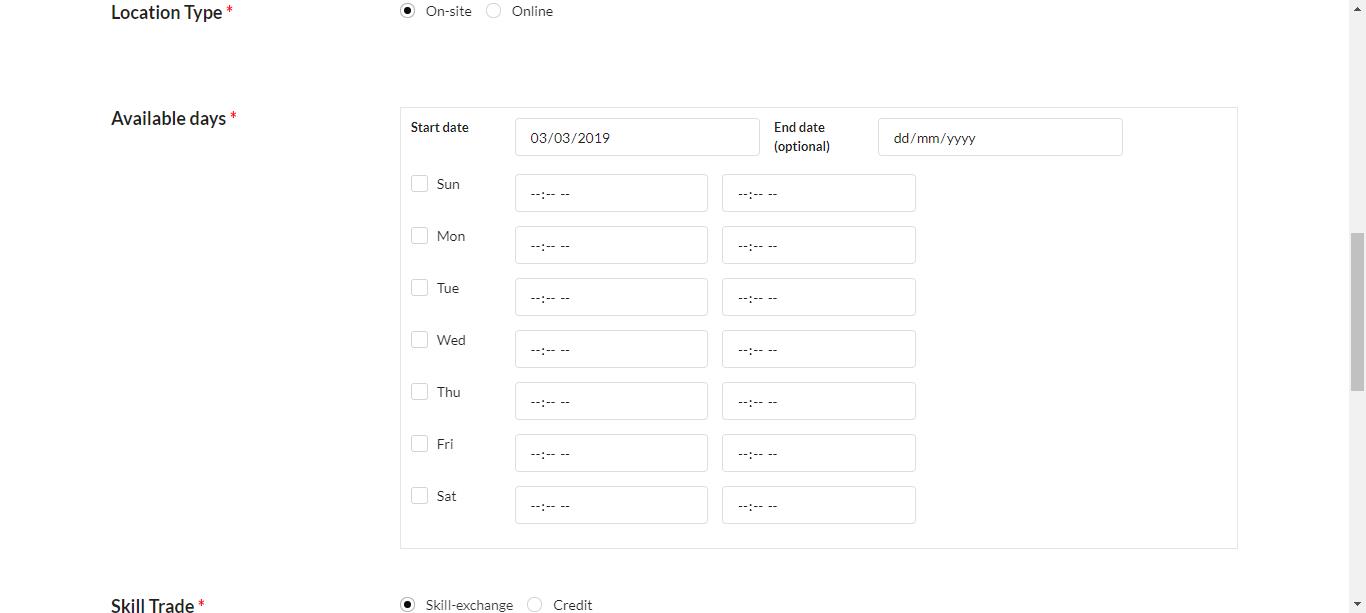 Location Type * On-site Online
Available days * Start date 03/03/2019 End date dd/mm/yyyy
(optional)
Sun --:-- -- --:-- --
Mon --:-- -- --:-- --
Tue --:-- -- --:-- --
Wed --:-- -- --:-- --
Thu --:-- -- --:-- --
Fri --:-- -- --:-- --
Sat --:-- -- --:-- --
Skill Trade * Skill-exchange Credit